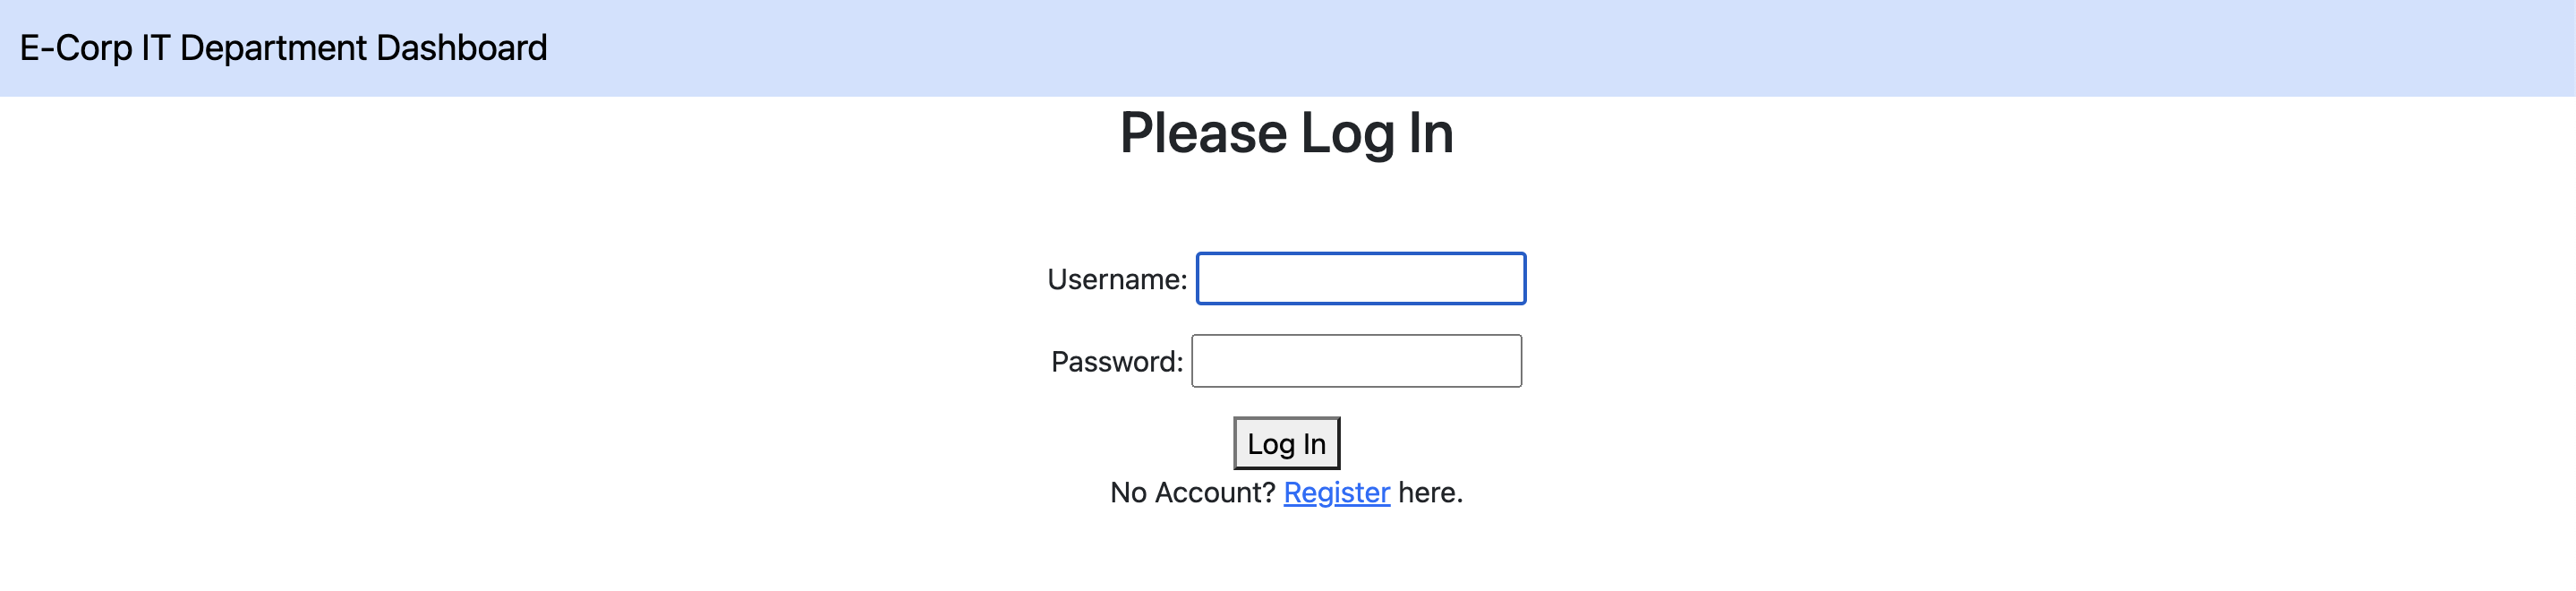 E-Corp IT Department Dashboard
Please Log In
Username:
Password:
Log In
No Account? Register here.